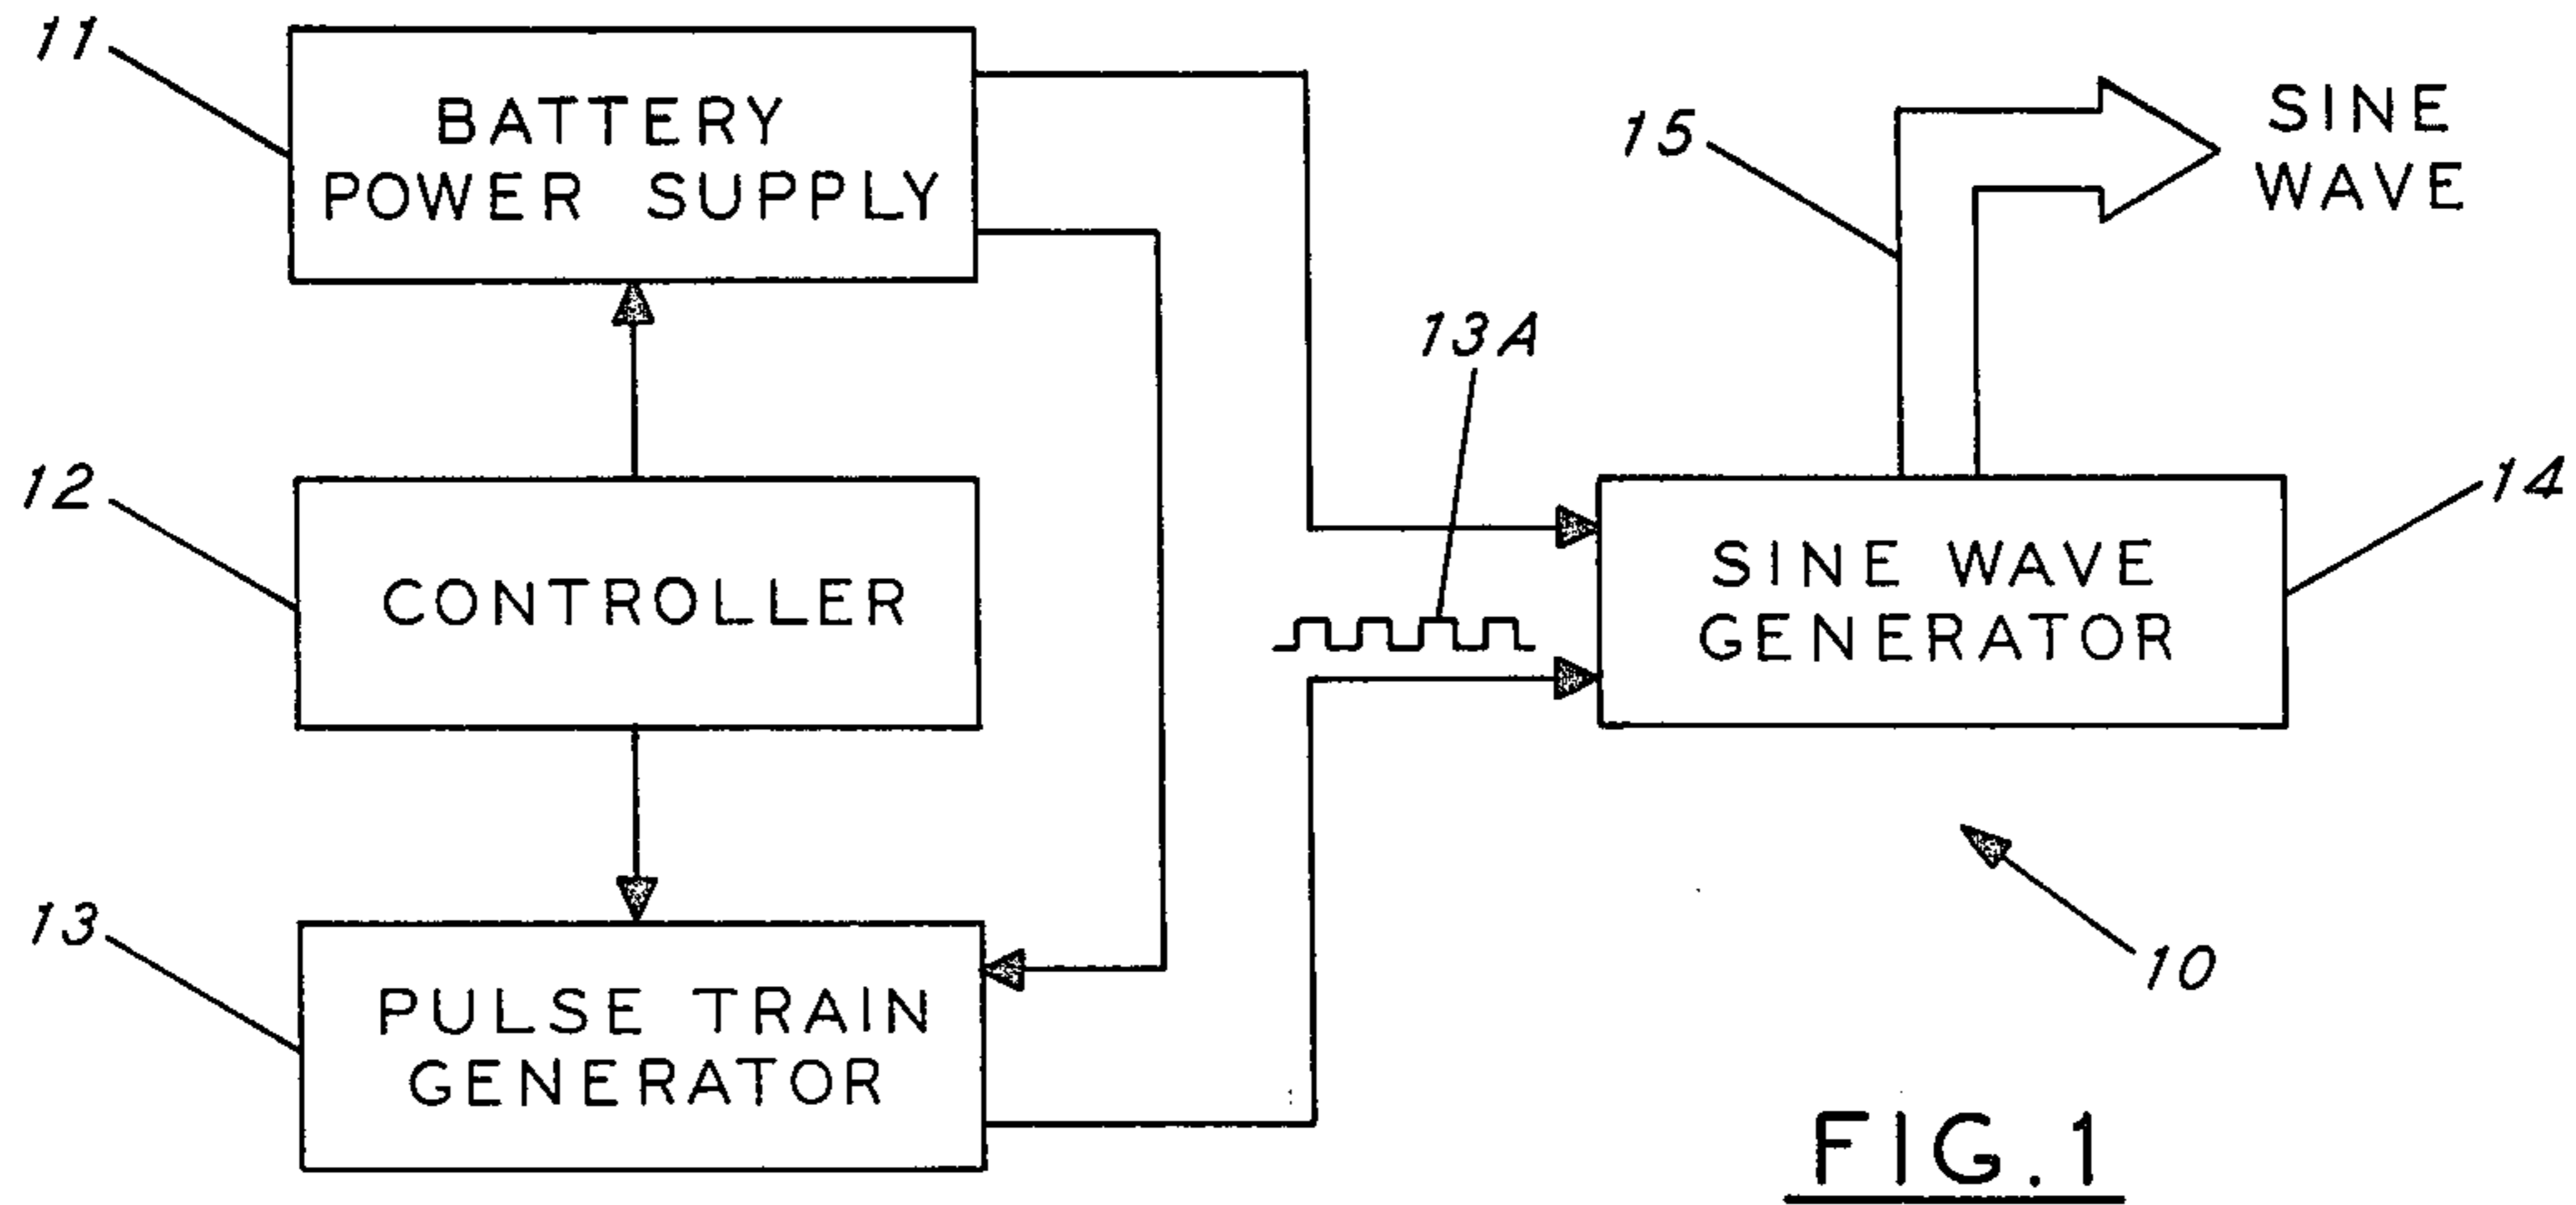 11
BATTERY
POWER SUPPLY
15
SINE
WAVE
13A
12
CONTROLLER
14
SINE WAVE
GENERATOR
13
PULSE TRAIN
GENERATOR
10
FIG.1